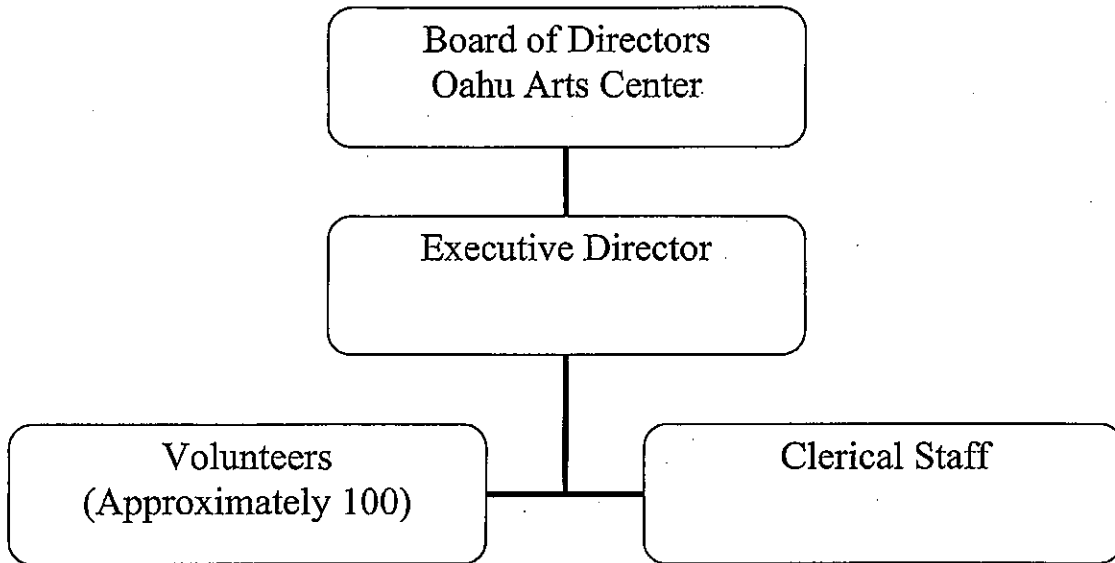 Board of Directors
Oahu Arts Center
Executive Director
Volunteers
(Approximately 100)
Clerical Staff